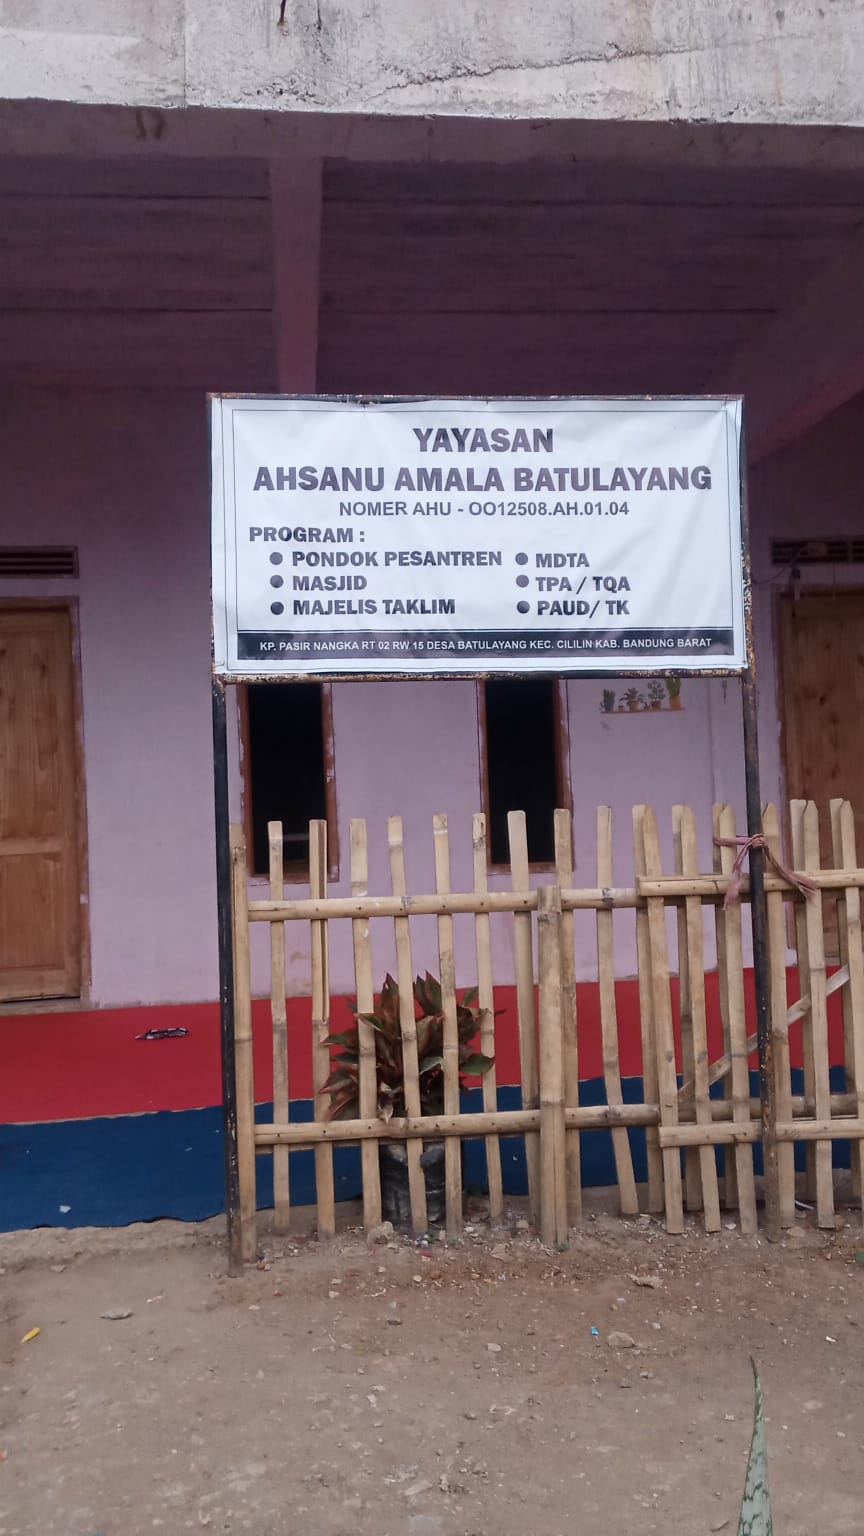 YAYASAN
AHSANU AMALA BATULAYANG
NOMER AHU - OO12508.AH.01.04
PROGRAM :
● PONDOK PESANTREN ● MDTA
● MASJID ● TPA / TQA
● MAJELIS TAKLIM ● PAUD/ TK
KP. PASIR NANGKA RT 02 RW 15 DESA BATULAYANG KEC. CILILIN KAB. BANDUNG BARAT